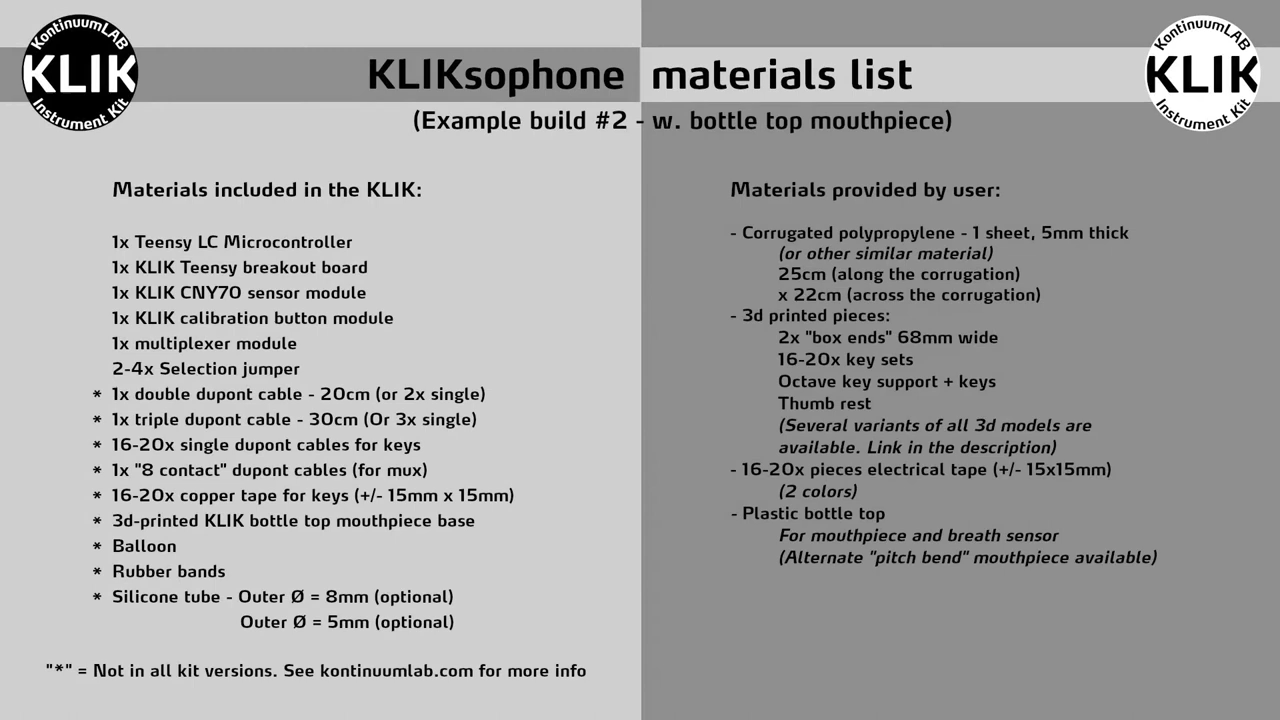 KontinuumLAB
KLIK
Instrument Kit
KLIKsophone materials list
(Example build #2 - w. bottle top mouthpiece)
KontinuumLAB
KLIK
Instrument Kit
Materials included in the KLIK:
1x Teensy LC Microcontroller
1x KLIK Teensy breakout board
1x KLIK CNY70 sensor module
1x KLIK calibration button module
1x multiplexer module
2-4x Selection jumper
* 1x double dupont cable - 20cm (or 2x single)
* 1x triple dupont cable - 30cm (Or 3x single)
* 16-20x single dupont cables for keys
* 1x "8 contact" dupont cables (for mux)
* 16-20x copper tape for keys (+/- 15mm x 15mm)
* 3d-printed KLIK bottle top mouthpiece base
* Balloon
* Rubber bands
* Silicone tube - Outer Ø = 8mm (optional)
Outer Ø = 5mm (optional)
"*" = Not in all kit versions. See kontinuumlab.com for more info
Materials provided by user:
- Corrugated polypropylene - 1 sheet, 5mm thick
(or other similar material)
25cm (along the corrugation)
x 22cm (across the corrugation)
- 3d printed pieces:
2x "box ends" 68mm wide
16-20x key sets
Octave key support + keys
Thumb rest
(Several variants of all 3d models are
available. Link in the description)
- 16-20x pieces electrical tape (+/- 15x15mm)
(2 colors)
- Plastic bottle top
For mouthpiece and breath sensor
(Alternate "pitch bend" mouthpiece available)